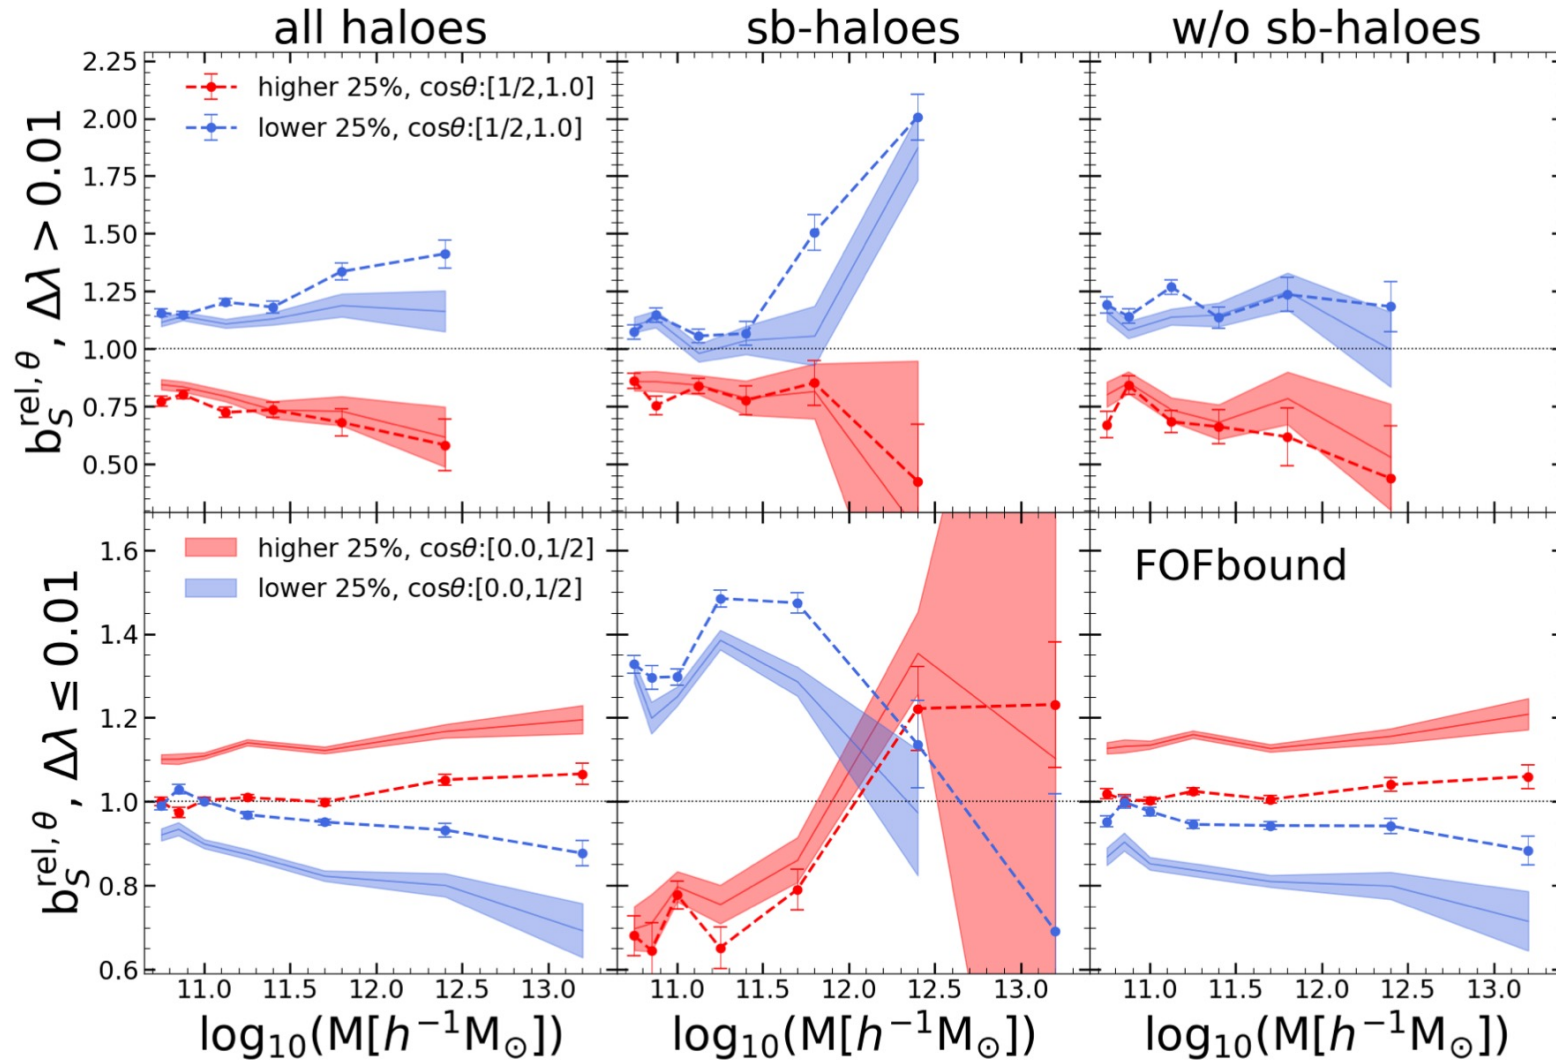 all haloes
sb-haloes
w/o sb-haloes
b_S^{rel, θ}, Δλ > 0.01
2.25
2.00
1.75
1.50
1.25
1.00
0.75
0.50
higher 25%, cosθ:[1/2,1.0]
lower 25%, cosθ:[1/2,1.0]
b_S^{rel, θ}, Δλ ≤ 0.01
1.6
1.4
1.2
1.0
0.8
0.6
higher 25%, cosθ:[0.0,1/2]
lower 25%, cosθ:[0.0,1/2]
FOFbound
11.0 11.5 12.0 12.5 13.0
11.0 11.5 12.0 12.5 13.0
11.0 11.5 12.0 12.5 13.0
log₁₀(M[h⁻¹M⊙])
log₁₀(M[h⁻¹M⊙])
log₁₀(M[h⁻¹M⊙])